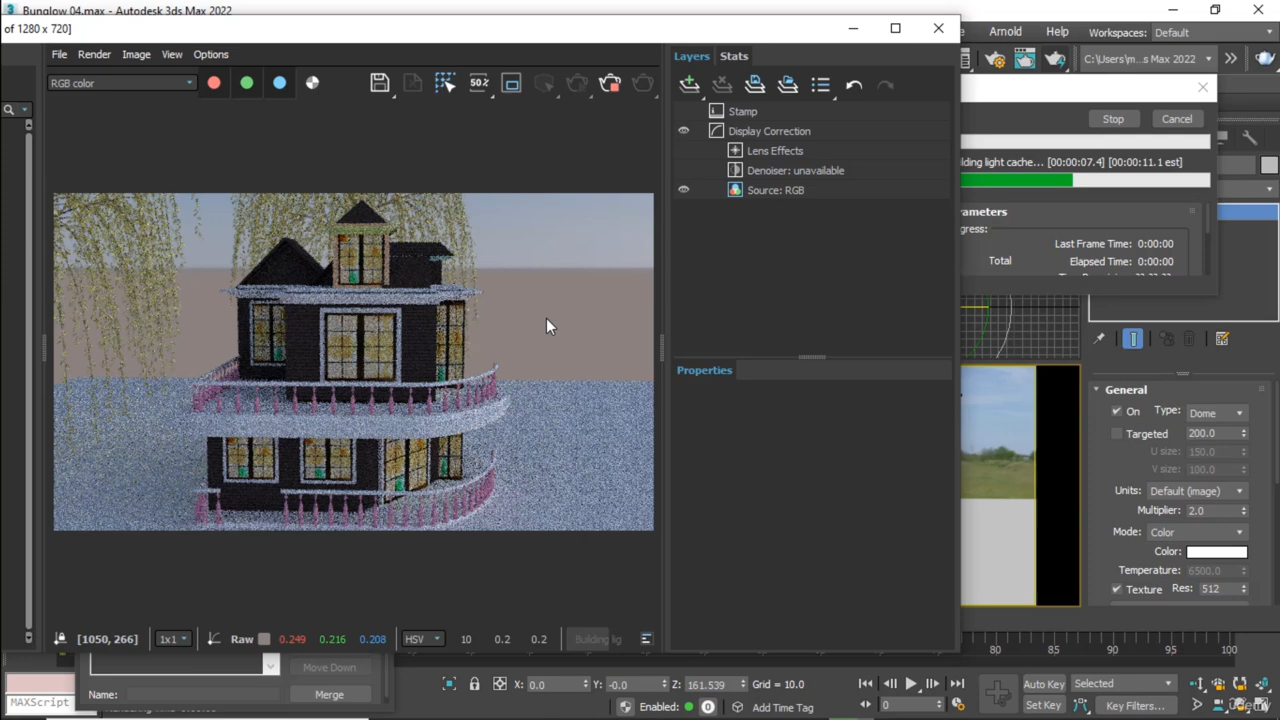 Bunglow 04.max - Autodesk 3ds Max 2022
of 1280 x 720]
File Render Image View Options
Layers Stats
Arnold Help Workspaces: Default
RGB color
50%
C:\Users\m...s Max 2022
Stamp
Display Correction
Lens Effects
Denoiser: unavailable
Source: RGB
Stop Cancel
ilding light cache... [00:00:07.4] [00:00:11.1 est]
arameters
gress:
Last Frame Time: 0:00:00
Total Elapsed Time: 0:00:00
Properties
General
On Type: Dome
Targeted 200.0
U size: 150.0
V size: 100.0
Units: Default (image)
Multiplier: 2.0
Mode: Color
Color:
Temperature: 6500.0
Texture Res: 512
[1050, 266] 1x1 Raw 0.249 0.216 0.208 HSV 10 0.2 0.2 Building lig
80 85 90 95 100
Move Down
Name: Merge
MAXScript
X: 0.0 Y: -0.0 Z: 161.539 Grid = 10.0
Enabled: 0 Add Time Tag
Auto Key Selected
0 Set Key Key Filters...